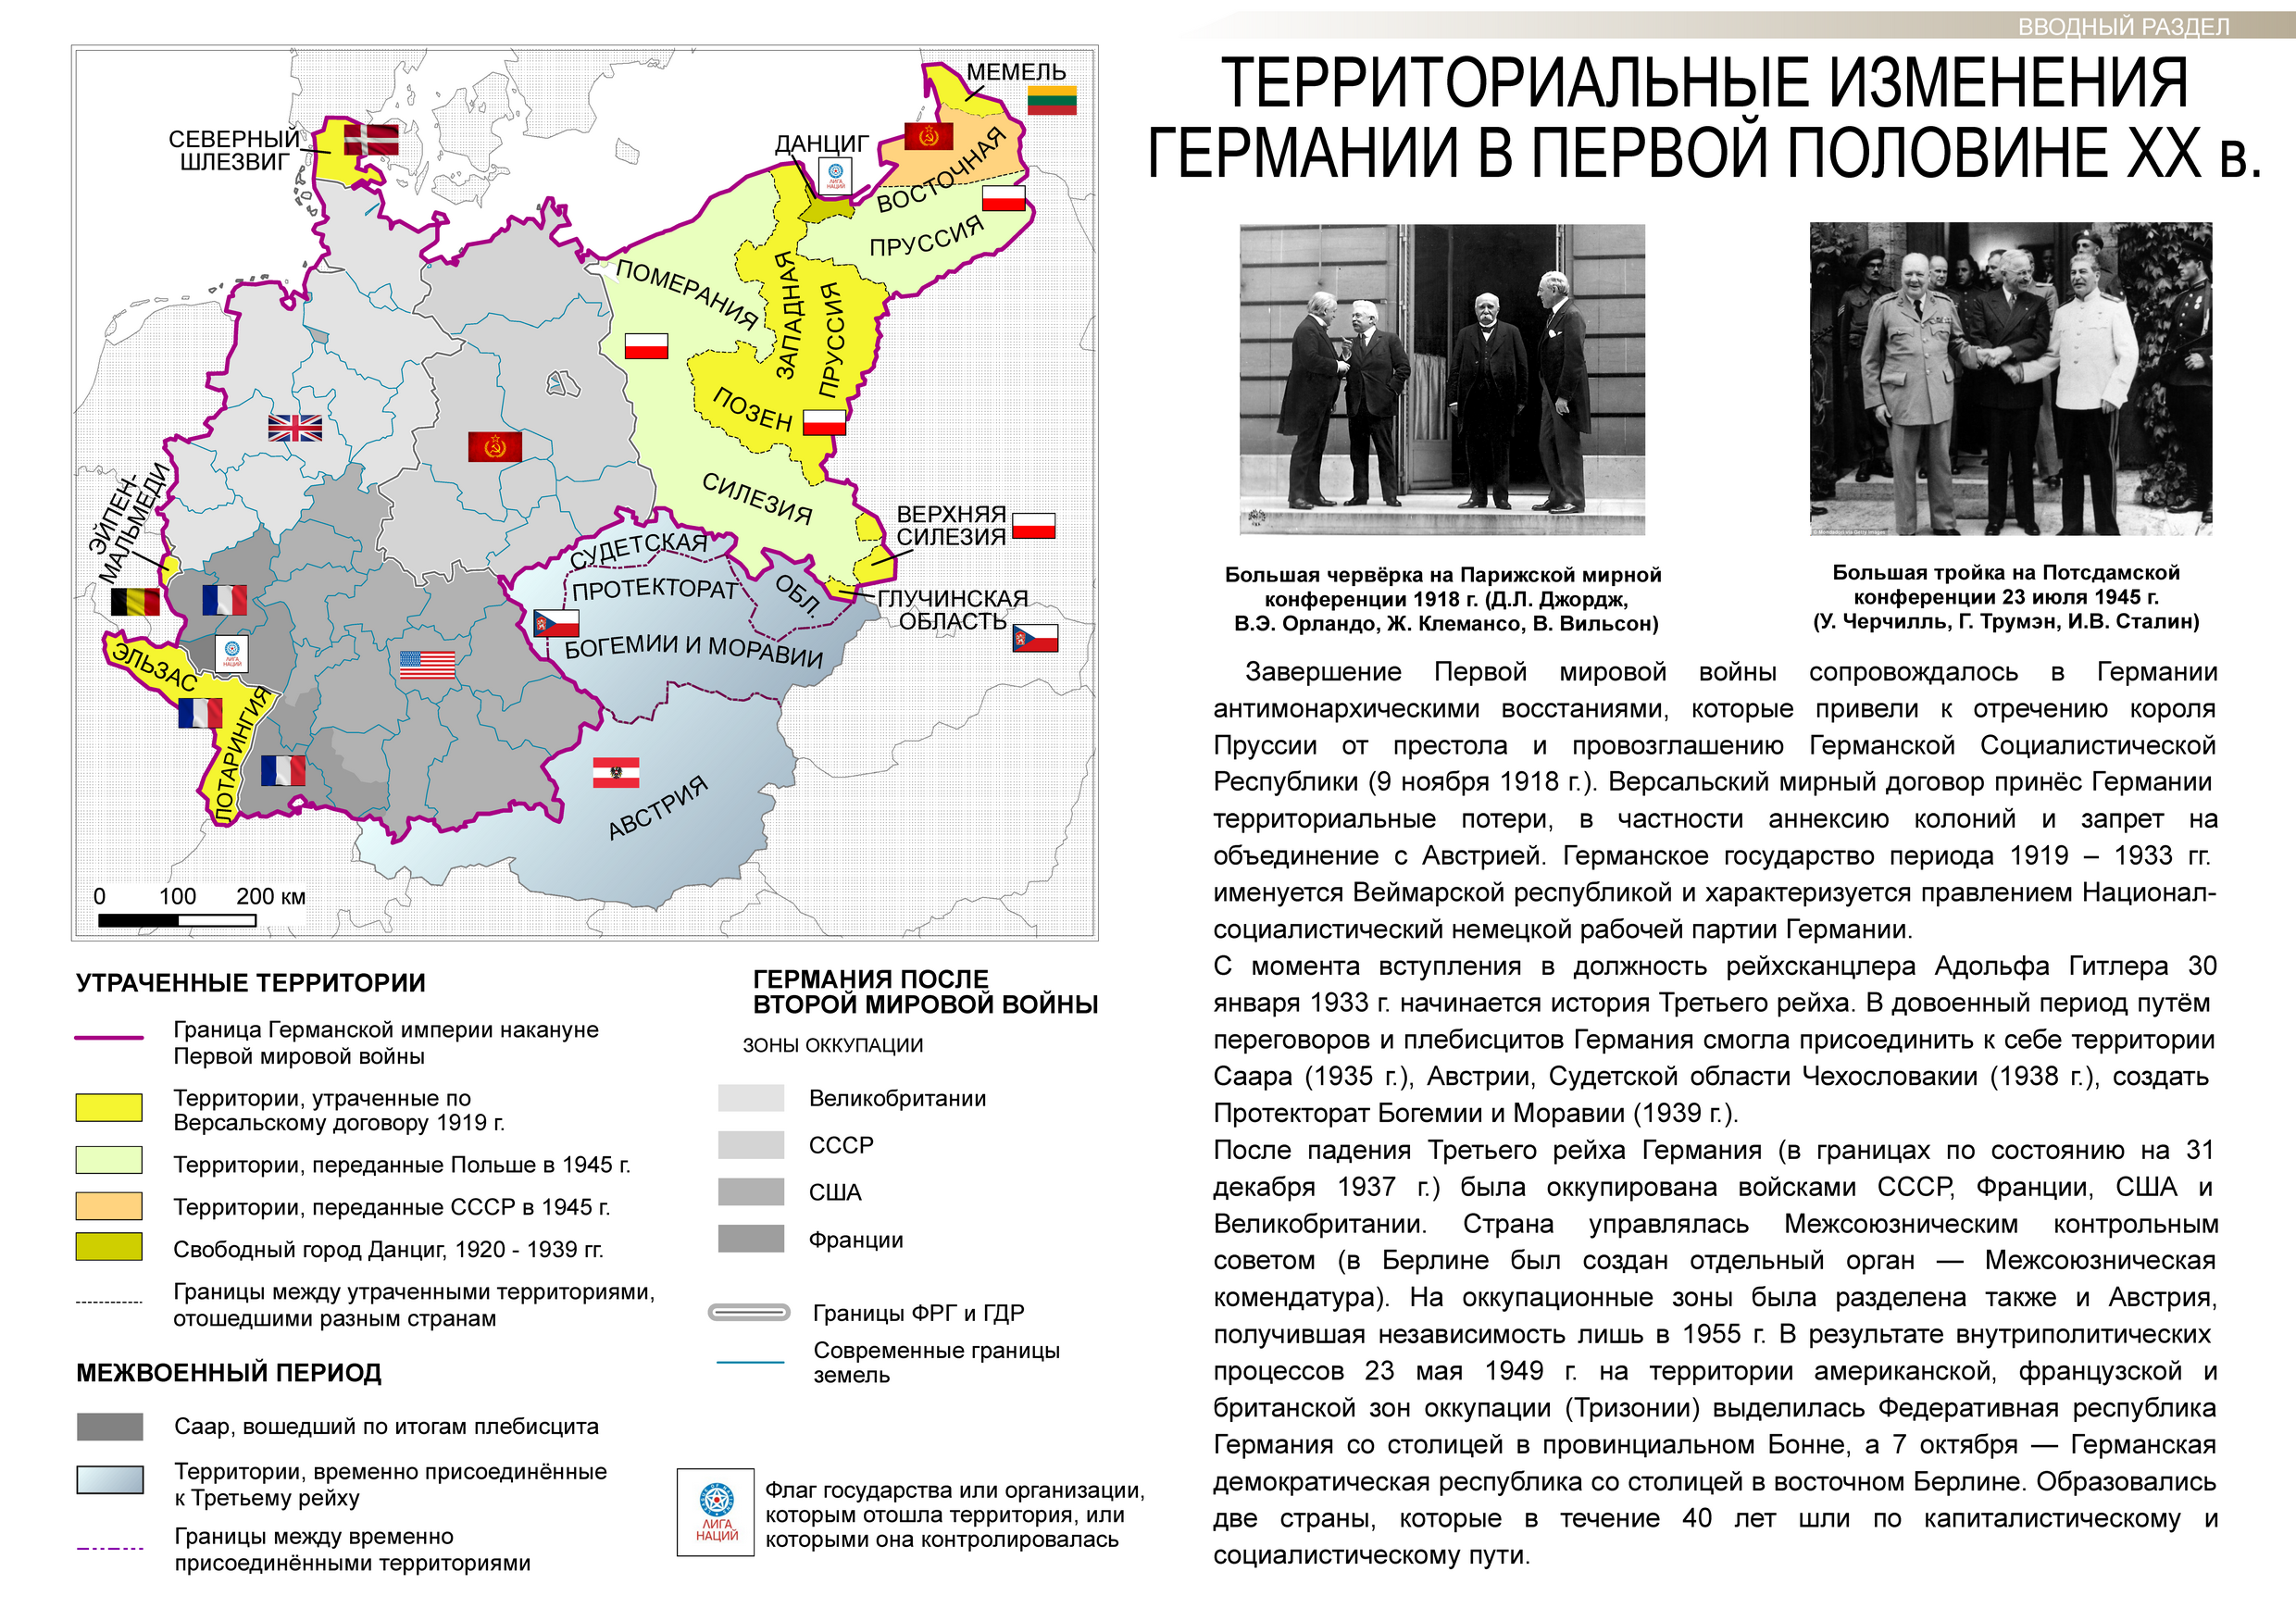 ВВОДНЫЙ РАЗДЕЛ
ТЕРРИТОРИАЛЬНЫЕ ИЗМЕНЕНИЯ
ГЕРМАНИИ В ПЕРВОЙ ПОЛОВИНЕ XX в.
МЕМЕЛЬ
СЕВЕРНЫЙ
ШЛЕЗВИГ
ДАНЦИГ
ЛИГА
НАЦИЙ
ВОСТОЧНАЯ
ПРУССИЯ
ПОМЕРАНИЯ
ЗАПАДНАЯ
ПРУССИЯ
ПОЗЕН
СИЛЕЗИЯ
ЭЙПЕН-
МАЛЬМЕДИ
ВЕРХНЯЯ
СИЛЕЗИЯ
СУДЕТСКАЯ
ОБЛ.
ПРОТЕКТОРАТ
БОГЕМИИ И МОРАВИИ
ГЛУЧИНСКАЯ
ОБЛАСТЬ
ЛИГА
НАЦИЙ
ЭЛЬЗАС
ЛОТАРИНГИЯ
АВСТРИЯ
0 100 200 км
УТРАЧЕННЫЕ ТЕРРИТОРИИ
Граница Германской империи накануне
Первой мировой войны
Территории, утраченные по
Версальскому договору 1919 г.
Территории, переданные Польше в 1945 г.
Территории, переданные СССР в 1945 г.
Свободный город Данциг, 1920 - 1939 гг.
Границы между утраченными территориями,
отошедшими разным странам
МЕЖВОЕННЫЙ ПЕРИОД
Саар, вошедший по итогам плебисцита
Территории, временно присоединённые
к Третьему рейху
Границы между временно
присоединёнными территориями
ГЕРМАНИЯ ПОСЛЕ
ВТОРОЙ МИРОВОЙ ВОЙНЫ
ЗОНЫ ОККУПАЦИИ
Великобритании
СССР
США
Франции
Границы ФРГ и ГДР
Современные границы
земель
ЛИГА
НАЦИЙ
Флаг государства или организации,
которым отошла территория, или
которыми она контролировалась
Большая червёрка на Парижской мирной
конференции 1918 г. (Д.Л. Джордж,
В.Э. Орландо, Ж. Клемансо, В. Вильсон)
Большая тройка на Потсдамской
конференции 23 июля 1945 г.
(У. Черчилль, Г. Трумэн, И.В. Сталин)
Завершение Первой мировой войны сопровождалось в Германии
антимонархическими восстаниями, которые привели к отречению короля
Пруссии от престола и провозглашению Германской Социалистической
Республики (9 ноября 1918 г.). Версальский мирный договор принёс Германии
территориальные потери, в частности аннексию колоний и запрет на
объединение с Австрией. Германское государство периода 1919 – 1933 гг.
именуется Веймарской республикой и характеризуется правлением Национал-
социалистический немецкой рабочей партии Германии.
С момента вступления в должность рейхсканцлера Адольфа Гитлера 30
января 1933 г. начинается история Третьего рейха. В довоенный период путём
переговоров и плебисцитов Германия смогла присоединить к себе территории
Саара (1935 г.), Австрии, Судетской области Чехословакии (1938 г.), создать
Протекторат Богемии и Моравии (1939 г.).
После падения Третьего рейха Германия (в границах по состоянию на 31
декабря 1937 г.) была оккупирована войсками СССР, Франции, США и
Великобритании. Страна управлялась Межсоюзническим контрольным
советом (в Берлине был создан отдельный орган — Межсоюзническая
комендатура). На оккупационные зоны была разделена также и Австрия,
получившая независимость лишь в 1955 г. В результате внутриполитических
процессов 23 мая 1949 г. на территории американской, французской и
британской зон оккупации (Тризонии) выделилась Федеративная республика
Германия со столицей в провинциальном Бонне, а 7 октября — Германская
демократическая республика со столицей в восточном Берлине. Образовались
две страны, которые в течение 40 лет шли по капиталистическому и
социалистическому пути.